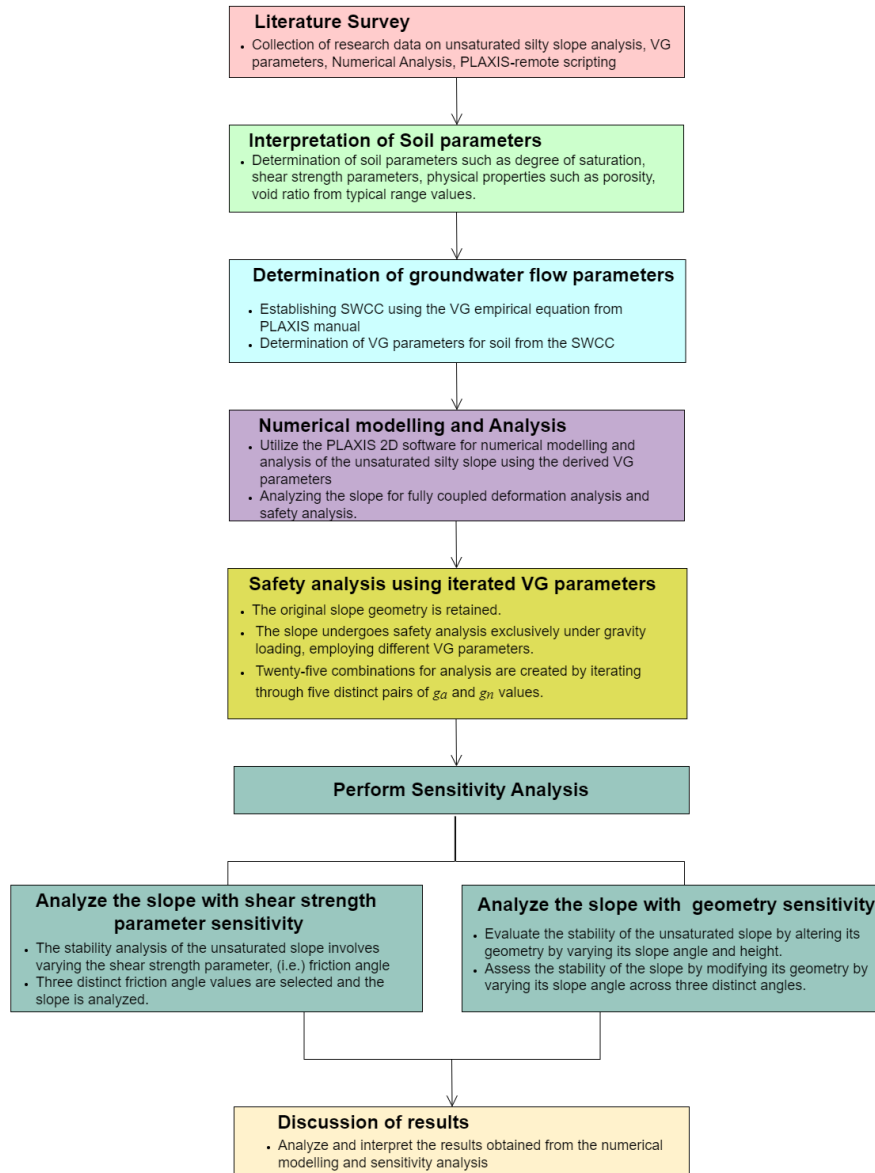 Literature Survey
• Collection of research data on unsaturated silty slope analysis, VG
parameters, Numerical Analysis, PLAXIS-remote scripting
Interpretation of Soil parameters
• Determination of soil parameters such as degree of saturation,
shear strength parameters, physical properties such as porosity,
void ratio from typical range values.
Determination of groundwater flow parameters
• Establishing SWCC using the VG empirical equation from
PLAXIS manual
• Determination of VG parameters for soil from the SWCC
Numerical modelling and Analysis
• Utilize the PLAXIS 2D software for numerical modelling and
analysis of the unsaturated silty slope using the derived VG
parameters
• Analyzing the slope for fully coupled deformation analysis and
safety analysis.
Safety analysis using iterated VG parameters
• The original slope geometry is retained.
• The slope undergoes safety analysis exclusively under gravity
loading, employing different VG parameters.
• Twenty-five combinations for analysis are created by iterating
through five distinct pairs of ga and gn values.
Perform Sensitivity Analysis
Analyze the slope with shear strength
parameter sensitivity
• The stability analysis of the unsaturated slope involves
varying the shear strength parameter, (i.e.) friction angle
• Three distinct friction angle values are selected and the
slope is analyzed.
Analyze the slope with geometry sensitivity
• Evaluate the stability of the unsaturated slope by altering its
geometry by varying its slope angle and height.
• Assess the stability of the slope by modifying its geometry by
varying its slope angle across three distinct angles.
Discussion of results
• Analyze and interpret the results obtained from the numerical
modelling and sensitivity analysis